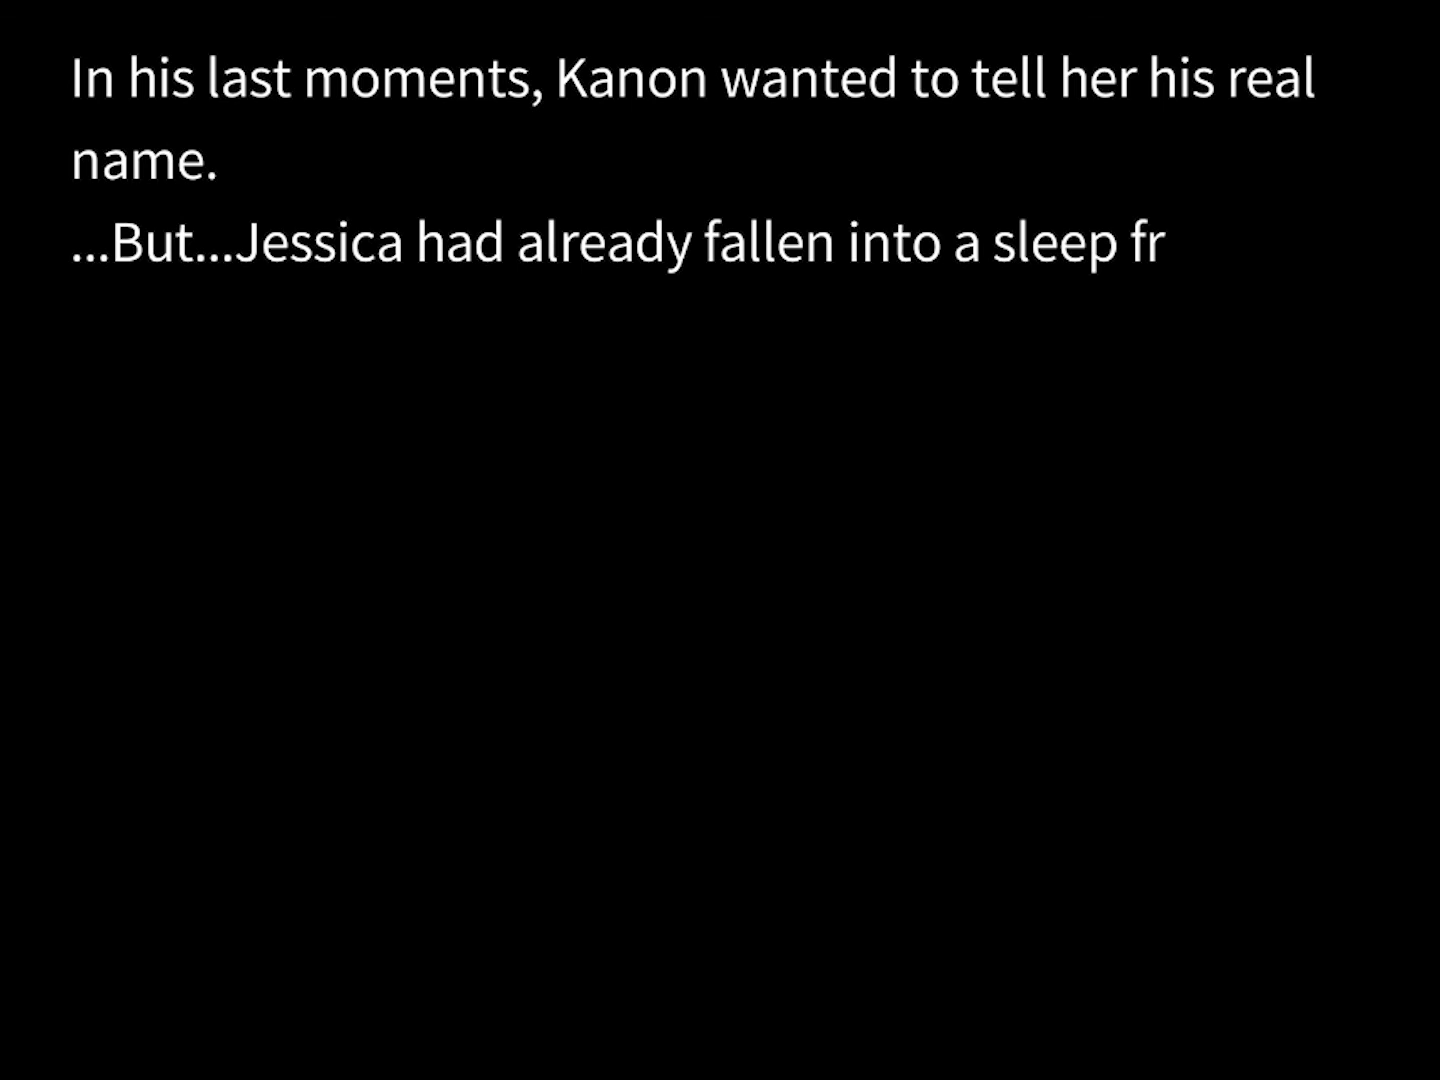 In his last moments, Kanon wanted to tell her his real
name.
...But...Jessica had already fallen into a sleep fr